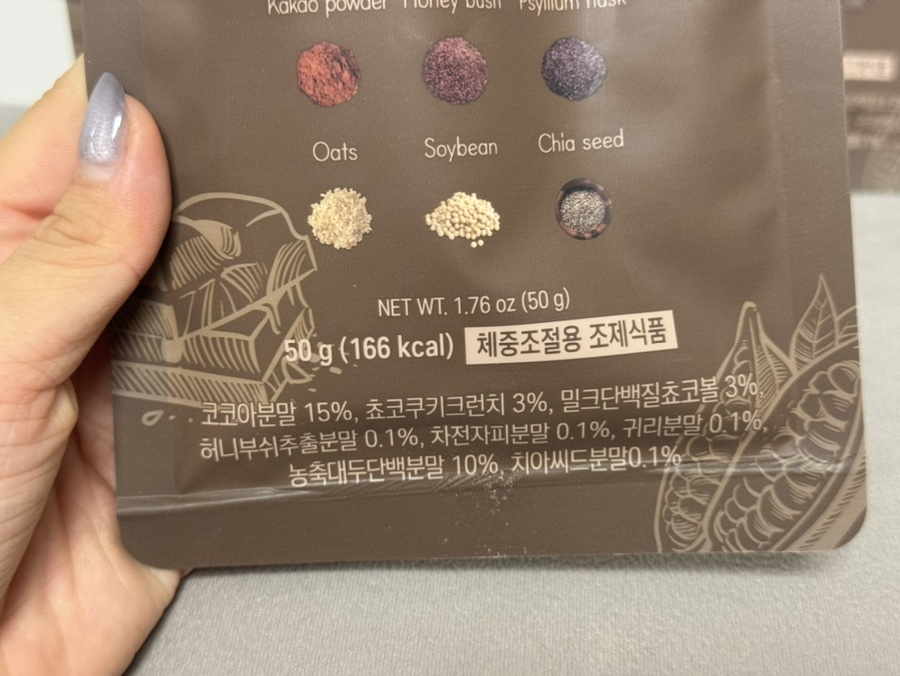 Kakao powder Honey bush Psyllium husk
Oats Soybean Chia seed
NET WT. 1.76 oz (50 g)
50 g (166 kcal) 체중조절용 조제식품
코코아분말 15%, 쵸코쿠키크런치 3%, 밀크단백질쵸코볼 3%,
허니부쉬추출분말 0.1%, 차전자피분말 0.1%, 귀리분말 0.1%,
농축대두단백분말 10%, 치아씨드분말0.1%